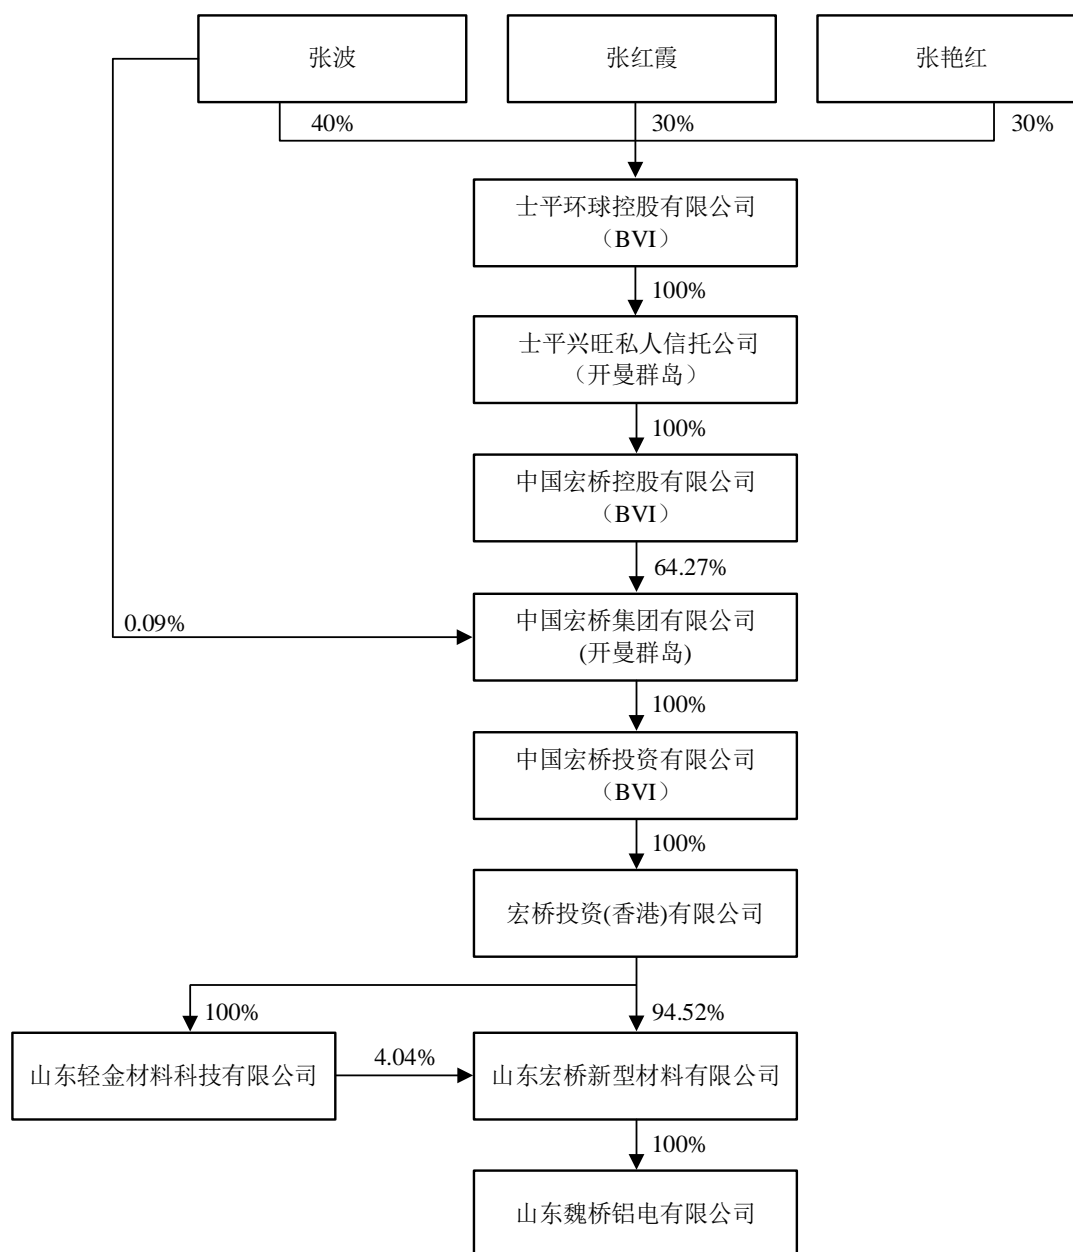 张波
张红霞
张艳红
40%
30%
30%
士平环球控股有限公司
（BVI）
100%
士平兴旺私人信托公司
（开曼群岛）
100%
中国宏桥控股有限公司
（BVI）
64.27%
0.09%
中国宏桥集团有限公司
(开曼群岛)
100%
中国宏桥投资有限公司
（BVI）
100%
宏桥投资(香港)有限公司
100%
94.52%
山东轻金材料科技有限公司
4.04%
山东宏桥新型材料有限公司
100%
山东魏桥铝电有限公司